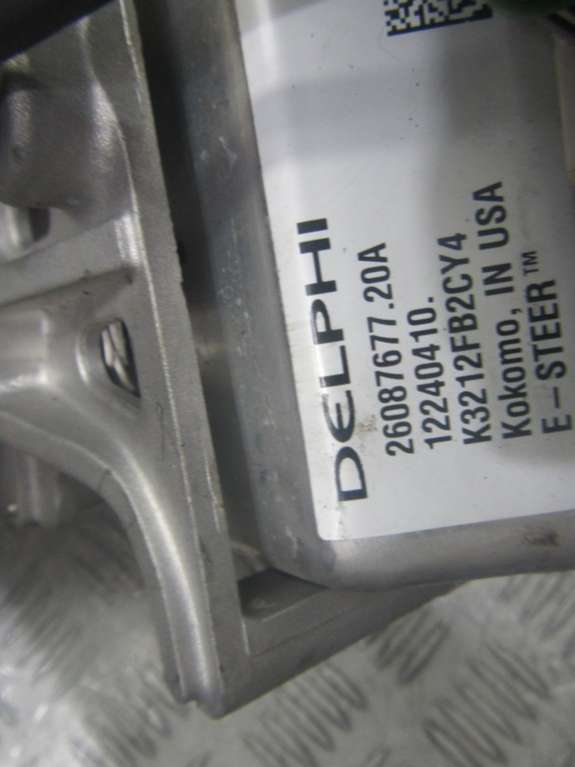 DELPHI
26087677.20A
12240410.
K3212FB2CY4
Kokomo, IN USA
E-STEER™